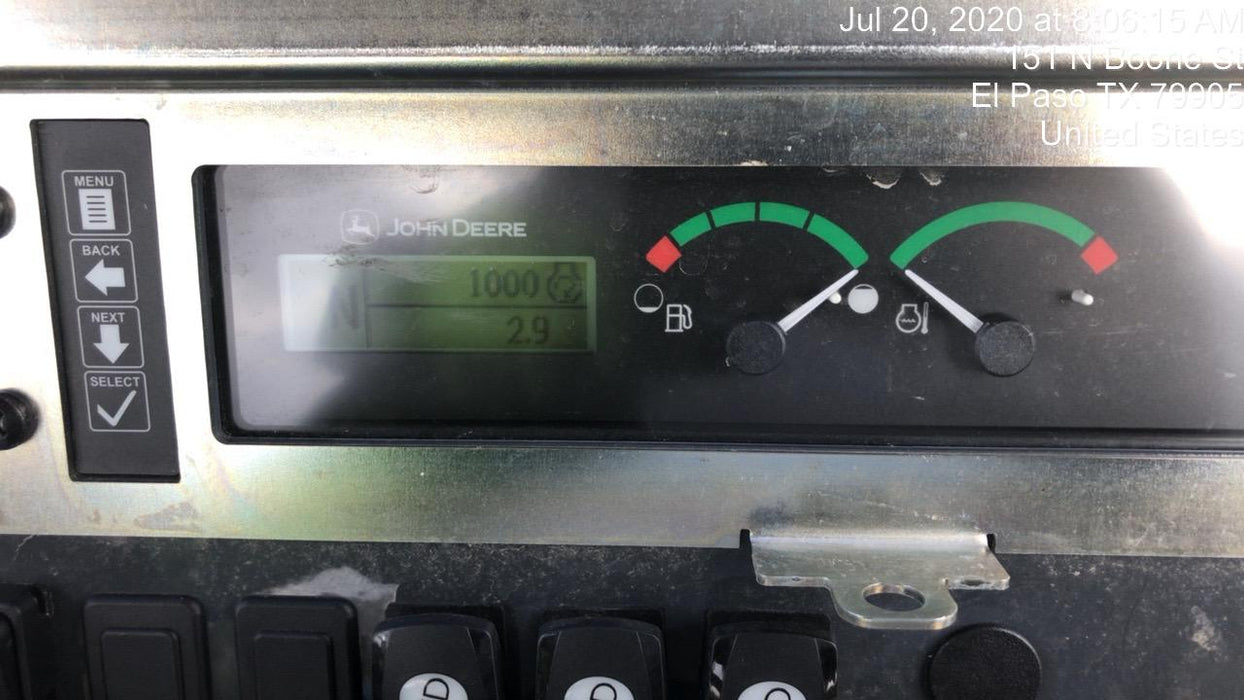 Jul 20, 2020 at 8:06:15 AM
151 N Boone St
El Paso TX 79905
United States
MENU
BACK
NEXT
SELECT
JOHN DEERE
N
1000
2.9